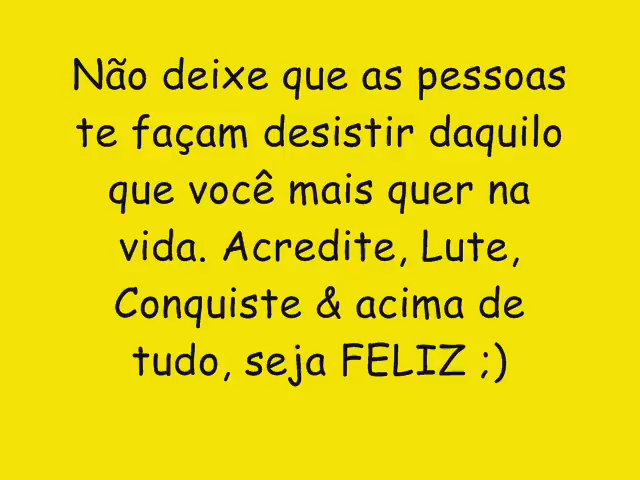 Não deixe que as pessoas
te façam desistir daquilo
que você mais quer na
vida. Acredite, Lute,
Conquiste & acima de
tudo, seja FELIZ ;)